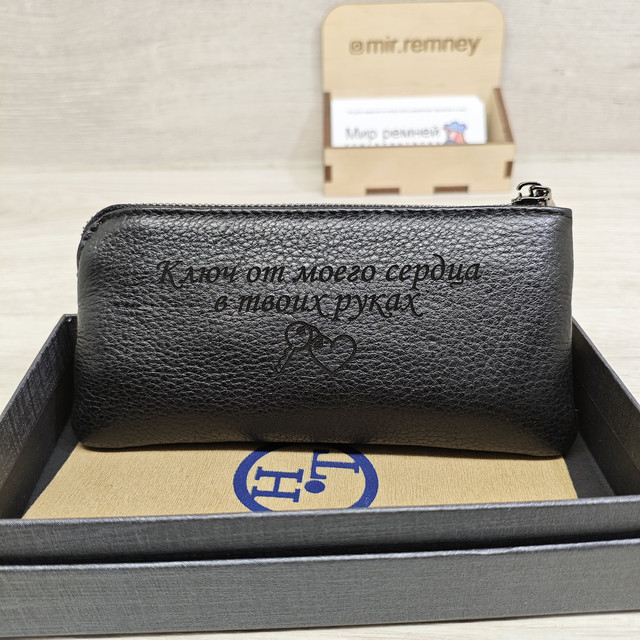 mir.remney
Мир ремней
Ключ от моего сердца
в твоих руках
H.T